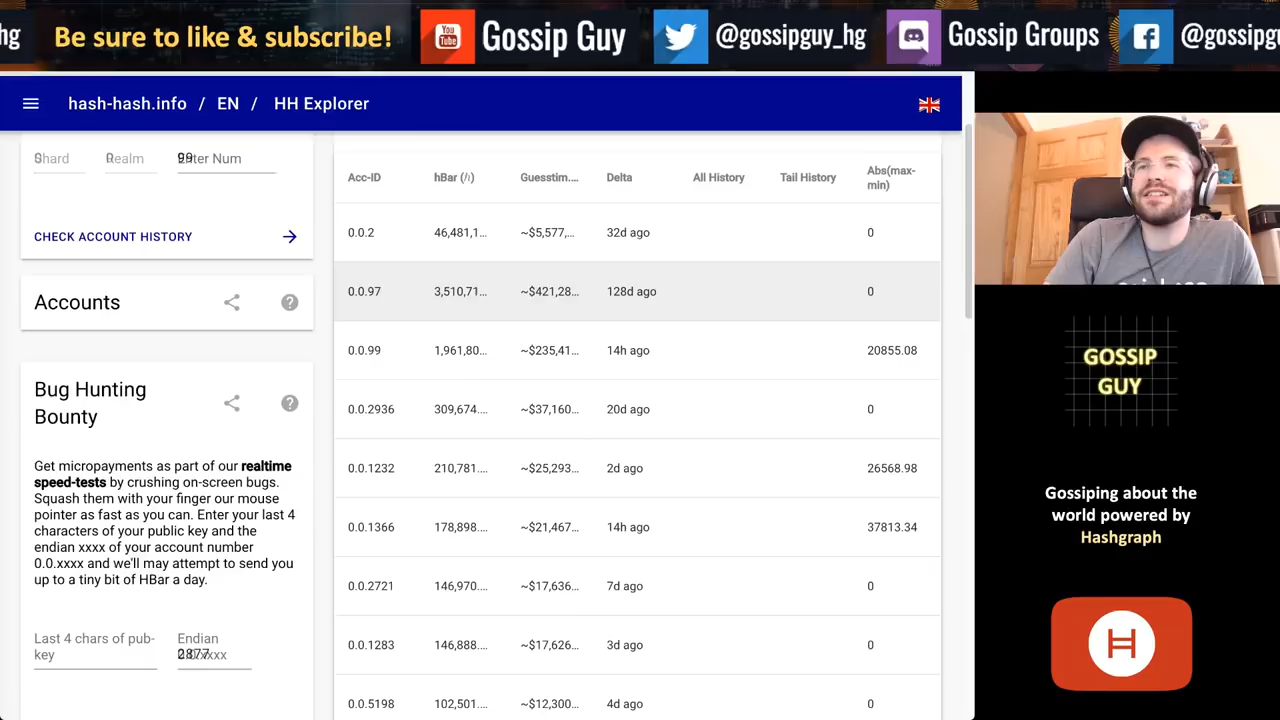 hg
Be sure to like & subscribe!
You Tube
Gossip Guy
@gossipguy_hg
Gossip Groups
@gossipgu
hash-hash.info / EN / HH Explorer
Shard
0
Realm
0
Enter Num
99
CHECK ACCOUNT HISTORY
Accounts
Bug Hunting
Bounty
Get micropayments as part of our realtime
speed-tests by crushing on-screen bugs.
Squash them with your finger our mouse
pointer as fast as you can. Enter your last 4
characters of your public key and the
endian xxxx of your account number
0.0.xxxx and we'll may attempt to send you
up to a tiny bit of HBar a day.
Last 4 chars of pub-
key
Endian
2877
Acc-ID hBar (ℏ) Guesstim.... Delta All History Tail History Abs(max-
min)
0.0.2 46,481,1... ~$5,577,... 32d ago 0
0.0.97 3,510,71... ~$421,28... 128d ago 0
0.0.99 1,961,80... ~$235,41... 14h ago 20855.08
0.0.2936 309,674.... ~$37,160... 20d ago 0
0.0.1232 210,781.... ~$25,293... 2d ago 26568.98
0.0.1366 178,898.... ~$21,467... 14h ago 37813.34
0.0.2721 146,970.... ~$17,636... 7d ago 0
0.0.1283 146,888.... ~$17,626... 3d ago 0
0.0.5198 102,501.... ~$12,300... 4d ago 0
GOSSIP
GUY
Gossiping about the
world powered by
Hashgraph